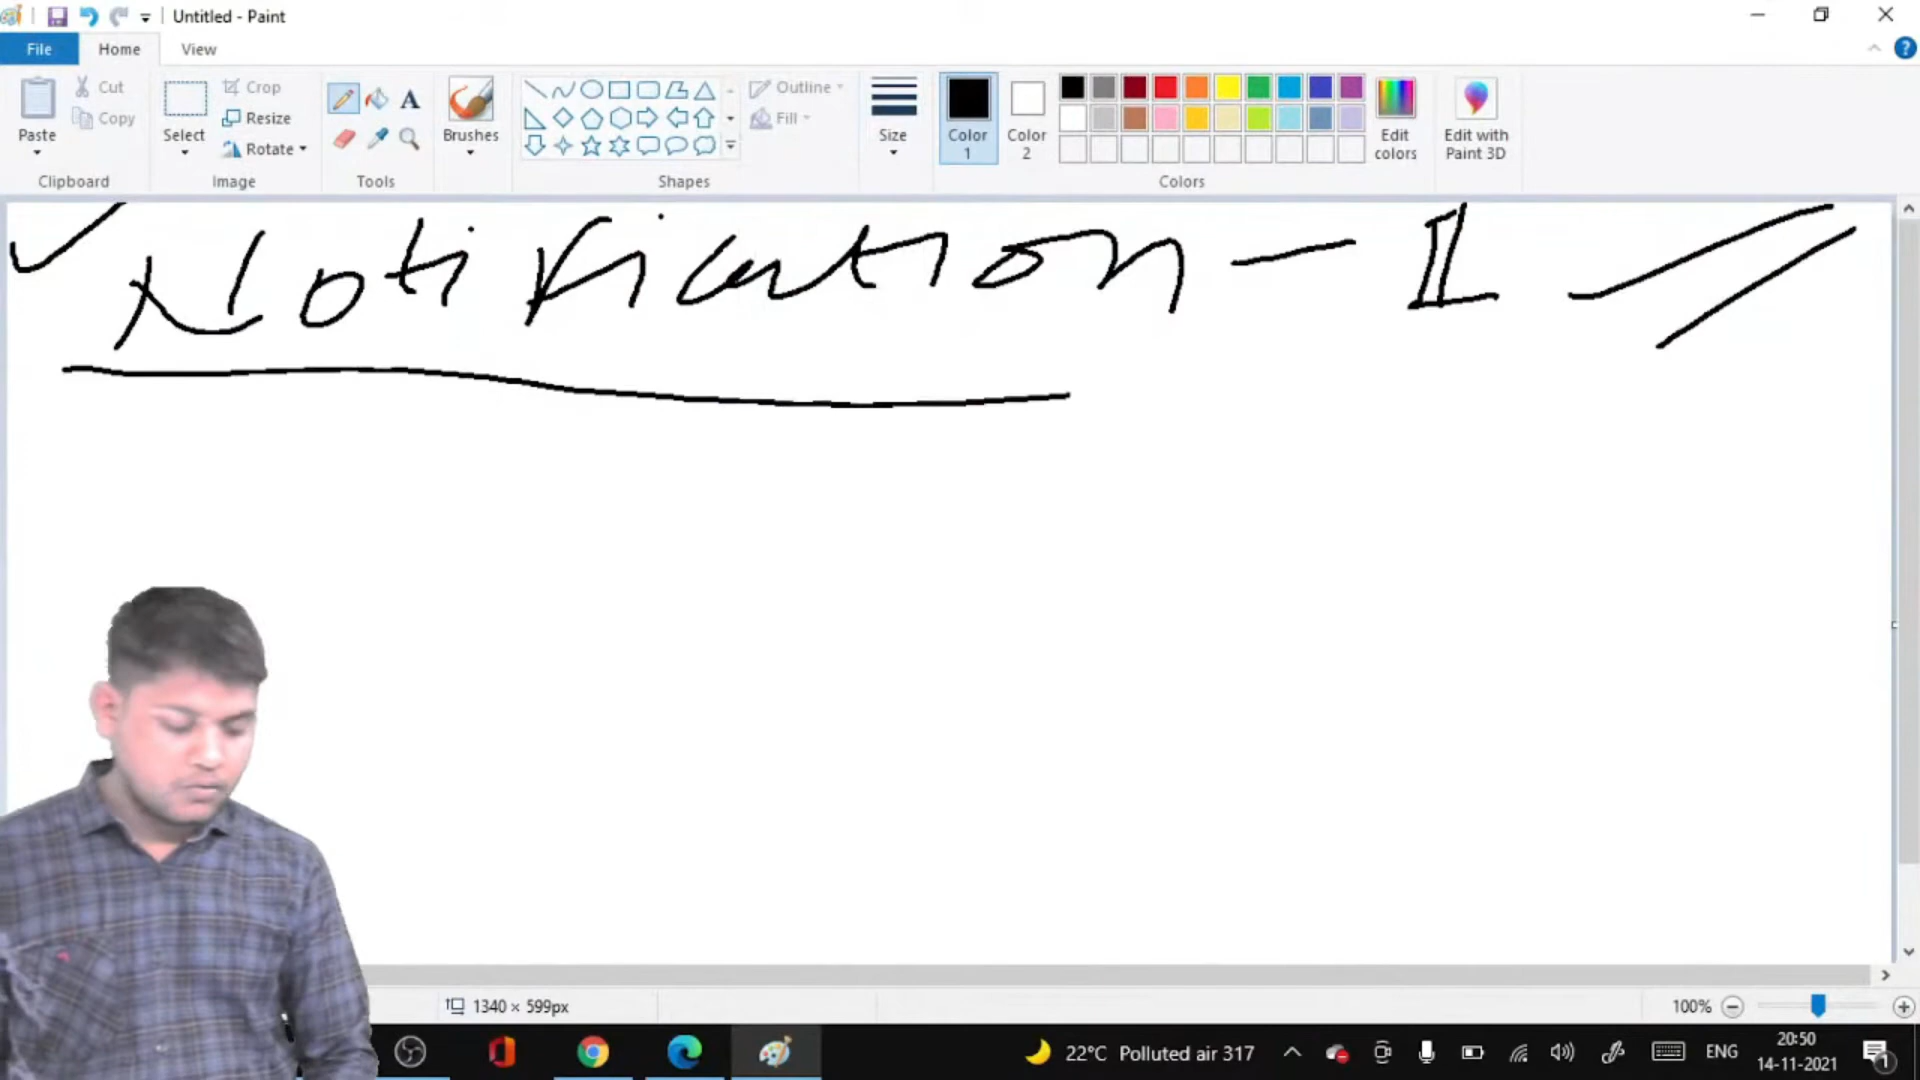 Untitled - Paint
File Home View
Paste
Cut
Copy
Clipboard
Select
Crop
Resize
Rotate
Image
Tools
Brushes
Shapes
Outline
Fill
Size
Color 1
Color 2
Edit colors
Edit with Paint 3D
Colors
Notification - I
1340 × 599px
100%
22°C Polluted air 317
ENG
20:50
14-11-2021
1